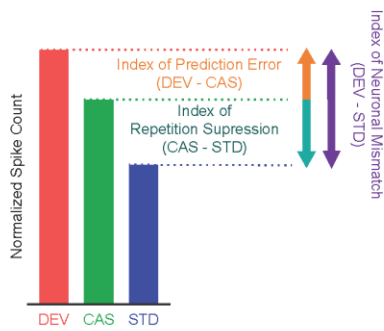 Normalized Spike Count
Index of Prediction Error
(DEV - CAS)
Index of
Repetition Supression
(CAS - STD)
Index of Neuronal Mismatch
(DEV - STD)
DEV CAS STD